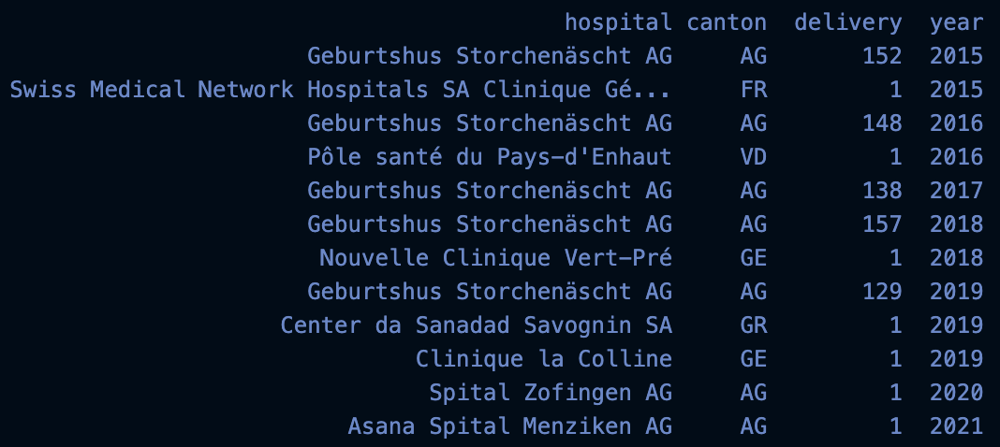 hospital canton delivery year
Geburtshus Storchenäscht AG AG 152 2015
Swiss Medical Network Hospitals SA Clinique Gé... FR 1 2015
Geburtshus Storchenäscht AG AG 148 2016
Pôle santé du Pays-d'Enhaut VD 1 2016
Geburtshus Storchenäscht AG AG 138 2017
Geburtshus Storchenäscht AG AG 157 2018
Nouvelle Clinique Vert-Pré GE 1 2018
Geburtshus Storchenäscht AG AG 129 2019
Center da Sanadad Savognin SA GR 1 2019
Clinique la Colline GE 1 2019
Spital Zofingen AG AG 1 2020
Asana Spital Menziken AG AG 1 2021